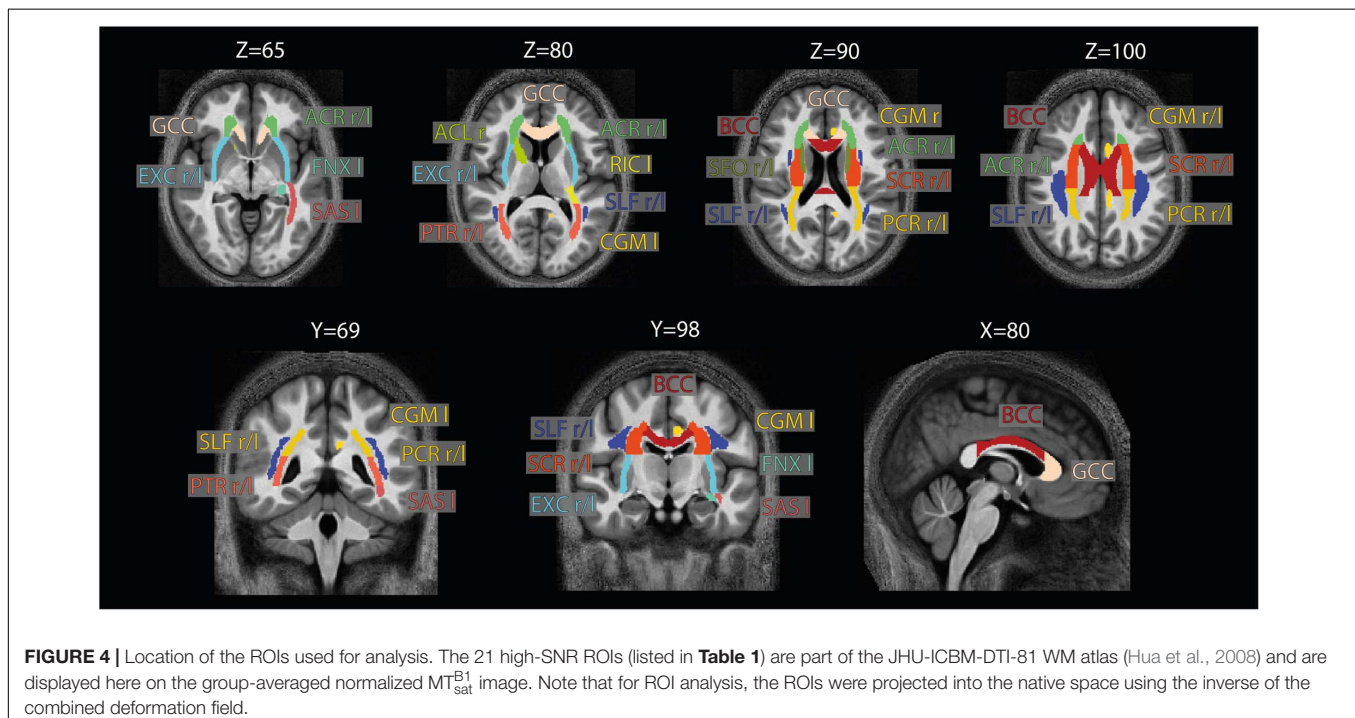 Z=65
Z=80
Z=90
Z=100
GCC
ACR r/l
EXC r/l
FNX l
SAS l
GCC
ACL r
ACR r/l
EXC r/l
RIC l
SLF r/l
PTR r/l
CGM l
GCC
BCC
CGM r
ACR r/l
SFO r/l
SCR r/l
SLF r/l
PCR r/l
BCC
CGM r/l
ACR r/l
SCR r/l
SLF r/l
PCR r/l
Y=69
Y=98
X=80
CGM l
SLF r/l
PCR r/l
PTR r/l
SAS l
BCC
SLF r/l
CGM l
SCR r/l
FNX l
EXC r/l
SAS l
BCC
GCC
FIGURE 4 | Location of the ROIs used for analysis. The 21 high-SNR ROIs (listed in Table 1) are part of the JHU-ICBM-DTI-81 WM atlas (Hua et al., 2008) and are
displayed here on the group-averaged normalized MT_sat^B1 image. Note that for ROI analysis, the ROIs were projected into the native space using the inverse of the
combined deformation field.